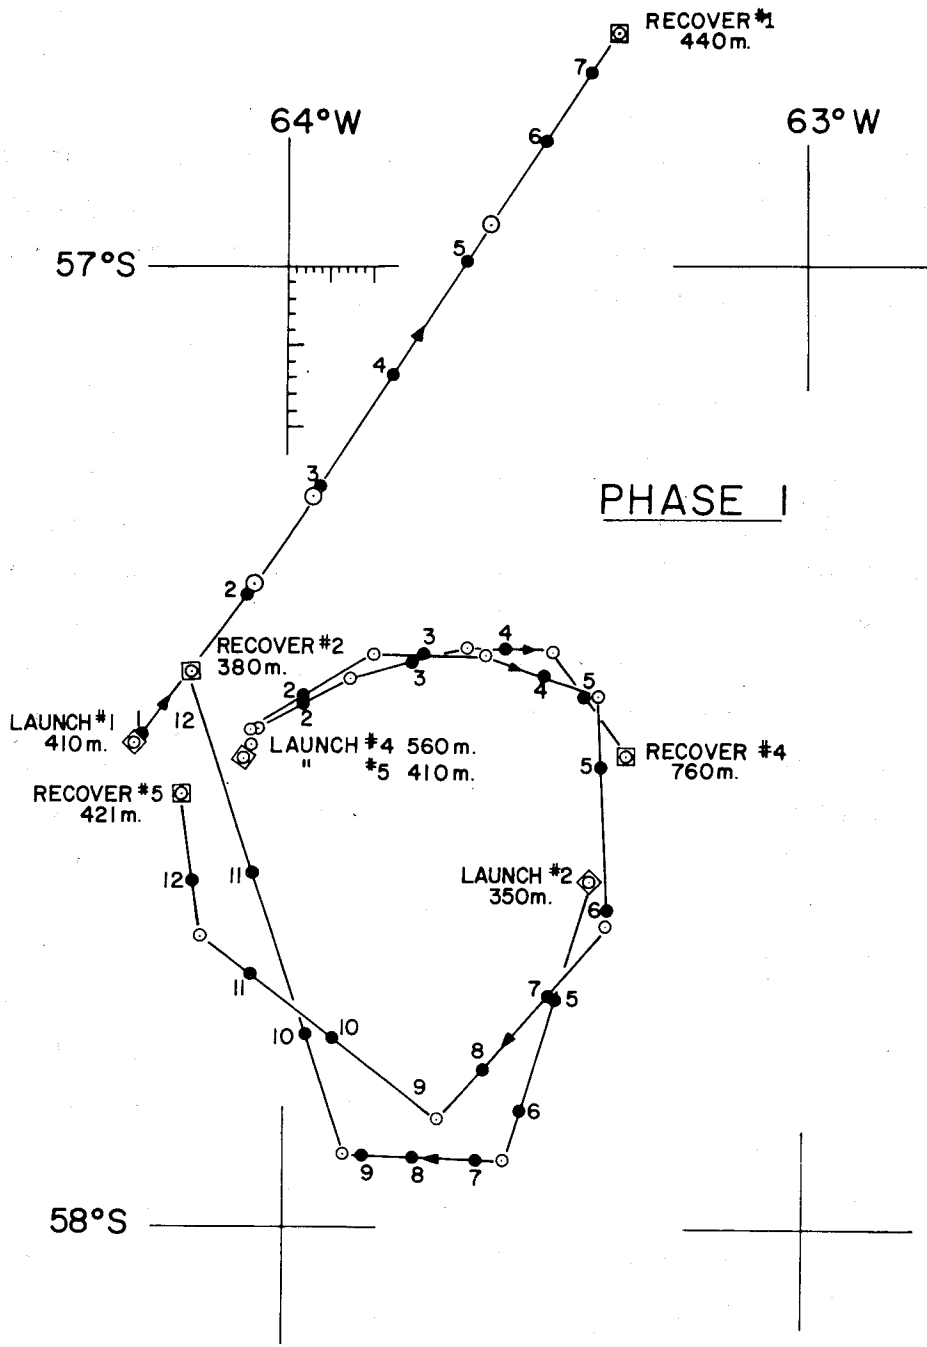 RECOVER #1
440m.
7
64°W
63°W
6
5
57°S
4
3
PHASE 1
2
RECOVER #2
380m.
3
4
3
2
2
4
5
LAUNCH #1
410m.
1
12
LAUNCH #4 560m.
" #5 410m.
5
RECOVER #4
760m.
RECOVER #5
421m.
12
11
LAUNCH #2
350m.
6
11
7
5
10
10
8
9
6
9
8
7
58°S